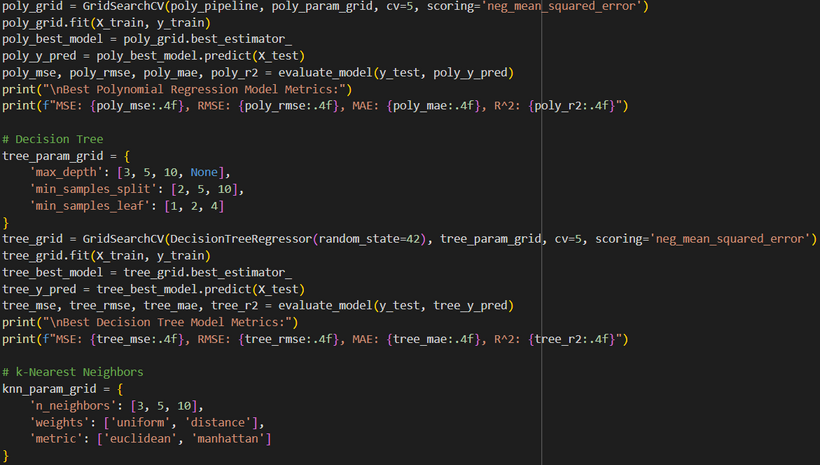 poly_grid = GridSearchCV(poly_pipeline, poly_param_grid, cv=5, scoring='neg_mean_squared_error')
poly_grid.fit(X_train, y_train)
poly_best_model = poly_grid.best_estimator_
poly_y_pred = poly_best_model.predict(X_test)
poly_mse, poly_rmse, poly_mae, poly_r2 = evaluate_model(y_test, poly_y_pred)
print("\nBest Polynomial Regression Model Metrics:")
print(f"MSE: {poly_mse:.4f}, RMSE: {poly_rmse:.4f}, MAE: {poly_mae:.4f}, R^2: {poly_r2:.4f}")

# Decision Tree
tree_param_grid = {
    'max_depth': [3, 5, 10, None],
    'min_samples_split': [2, 5, 10],
    'min_samples_leaf': [1, 2, 4]
}
tree_grid = GridSearchCV(DecisionTreeRegressor(random_state=42), tree_param_grid, cv=5, scoring='neg_mean_squared_error')
tree_grid.fit(X_train, y_train)
tree_best_model = tree_grid.best_estimator_
tree_y_pred = tree_best_model.predict(X_test)
tree_mse, tree_rmse, tree_mae, tree_r2 = evaluate_model(y_test, tree_y_pred)
print("\nBest Decision Tree Model Metrics:")
print(f"MSE: {tree_mse:.4f}, RMSE: {tree_rmse:.4f}, MAE: {tree_mae:.4f}, R^2: {tree_r2:.4f}")

# k-Nearest Neighbors
knn_param_grid = {
    'n_neighbors': [3, 5, 10],
    'weights': ['uniform', 'distance'],
    'metric': ['euclidean', 'manhattan']
}